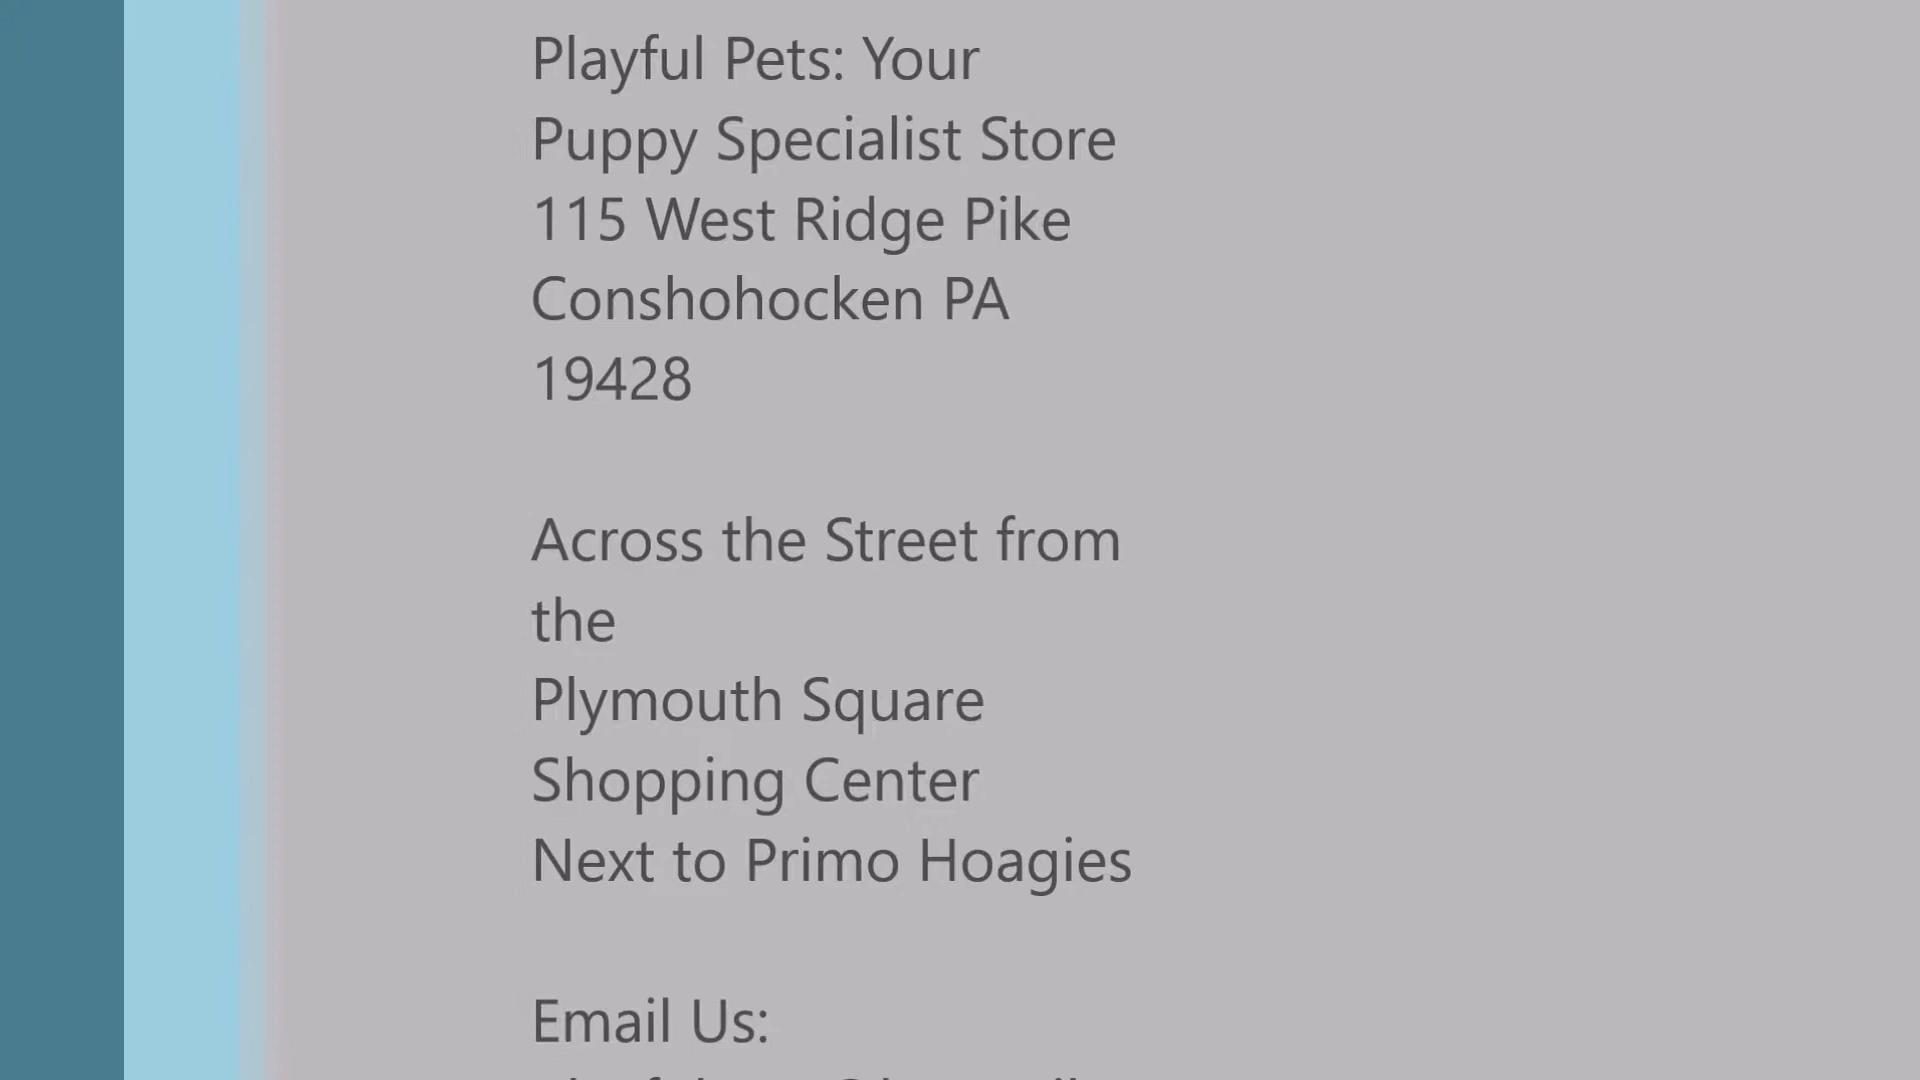 Playful Pets: Your
Puppy Specialist Store
115 West Ridge Pike
Conshohocken PA
19428
Across the Street from
the
Plymouth Square
Shopping Center
Next to Primo Hoagies
Email Us: